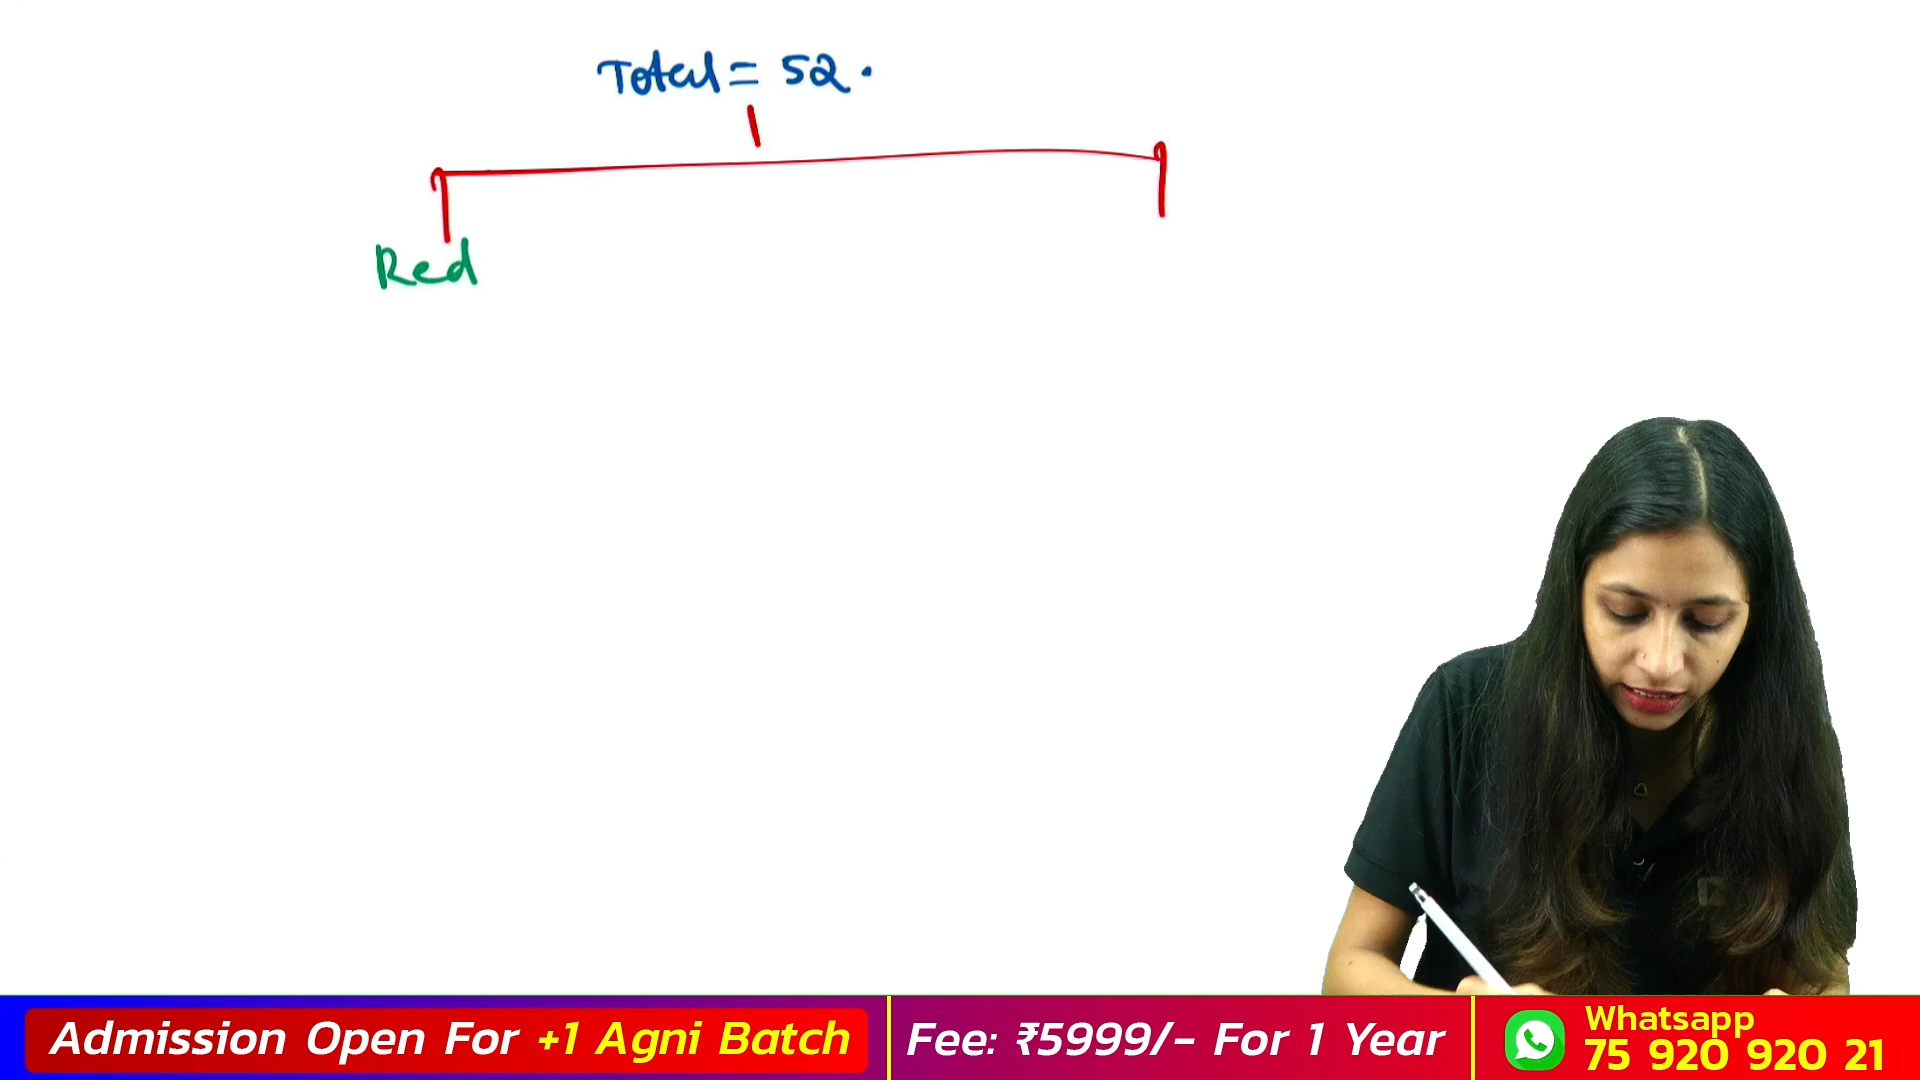 Total = 52.
Red
Admission Open For +1 Agni Batch
Fee: ₹5999/- For 1 Year
Whatsapp
75 920 920 21